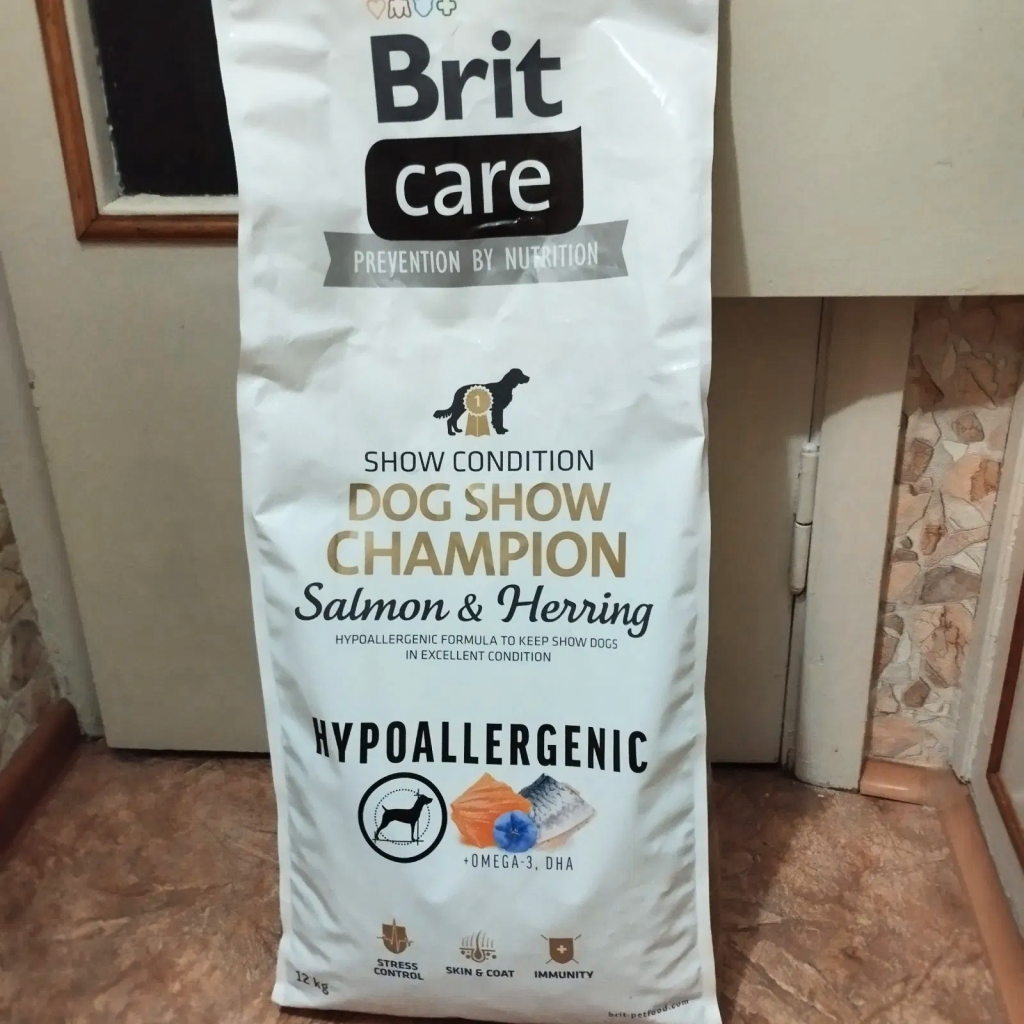 Brit
care
PREVENTION BY NUTRITION
1
SHOW CONDITION
DOG SHOW
CHAMPION
Salmon & Herring
HYPOALLERGENIC FORMULA TO KEEP SHOW DOGS
IN EXCELLENT CONDITION
HYPOALLERGENIC
+OMEGA-3, DHA
STRESS
CONTROL
SKIN & COAT
IMMUNITY
12 kg
brit-petfood.com